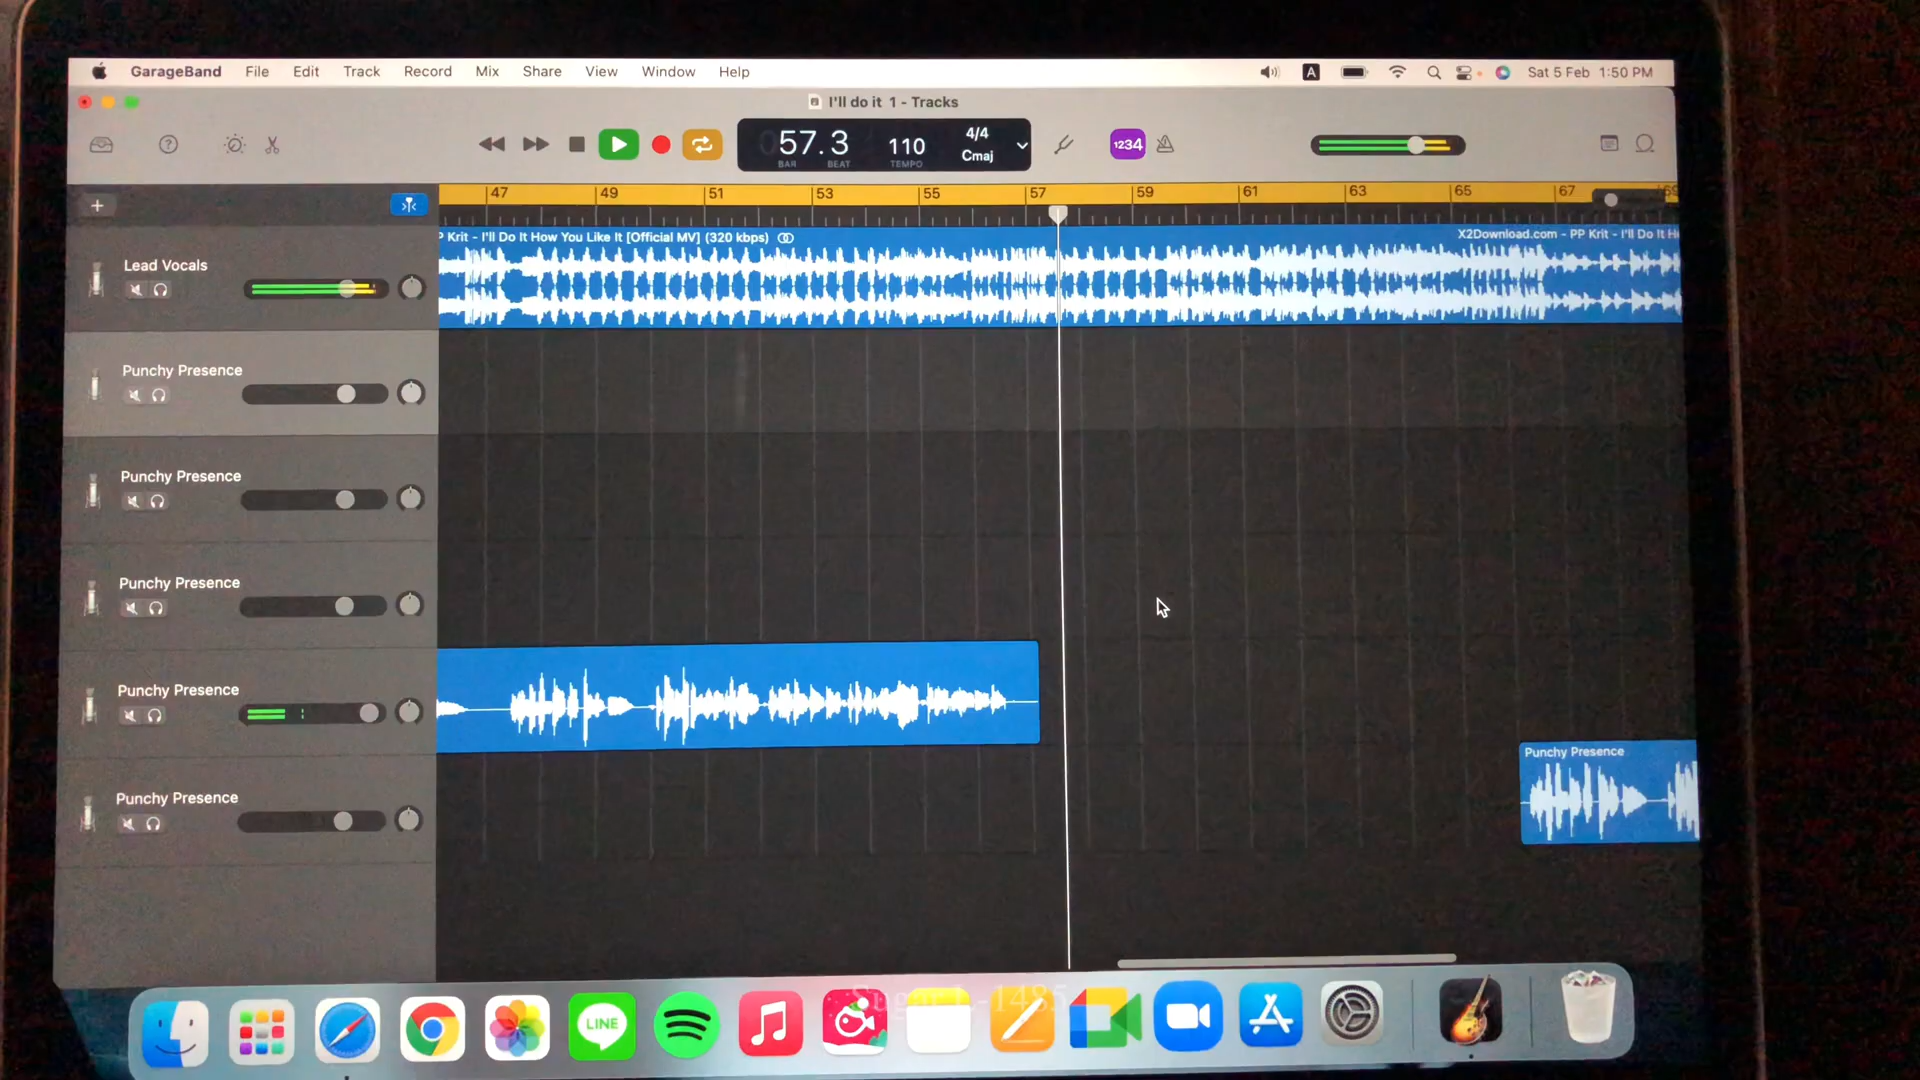 GarageBand File Edit Track Record Mix Share View Window Help
A Sat 5 Feb 1:50 PM
I'll do it 1 - Tracks
57.3 110 4/4 Cmaj
BAR BEAT TEMPO
1234
47 49 51 53 55 57 59 61 63 65 67 69
P Krit - I'll Do It How You Like It [Official MV] (320 kbps)
X2Download.com - PP Krit - I'll Do It H
Lead Vocals
Punchy Presence
Punchy Presence
Punchy Presence
Punchy Presence
Punchy Presence
Punchy Presence
LINE